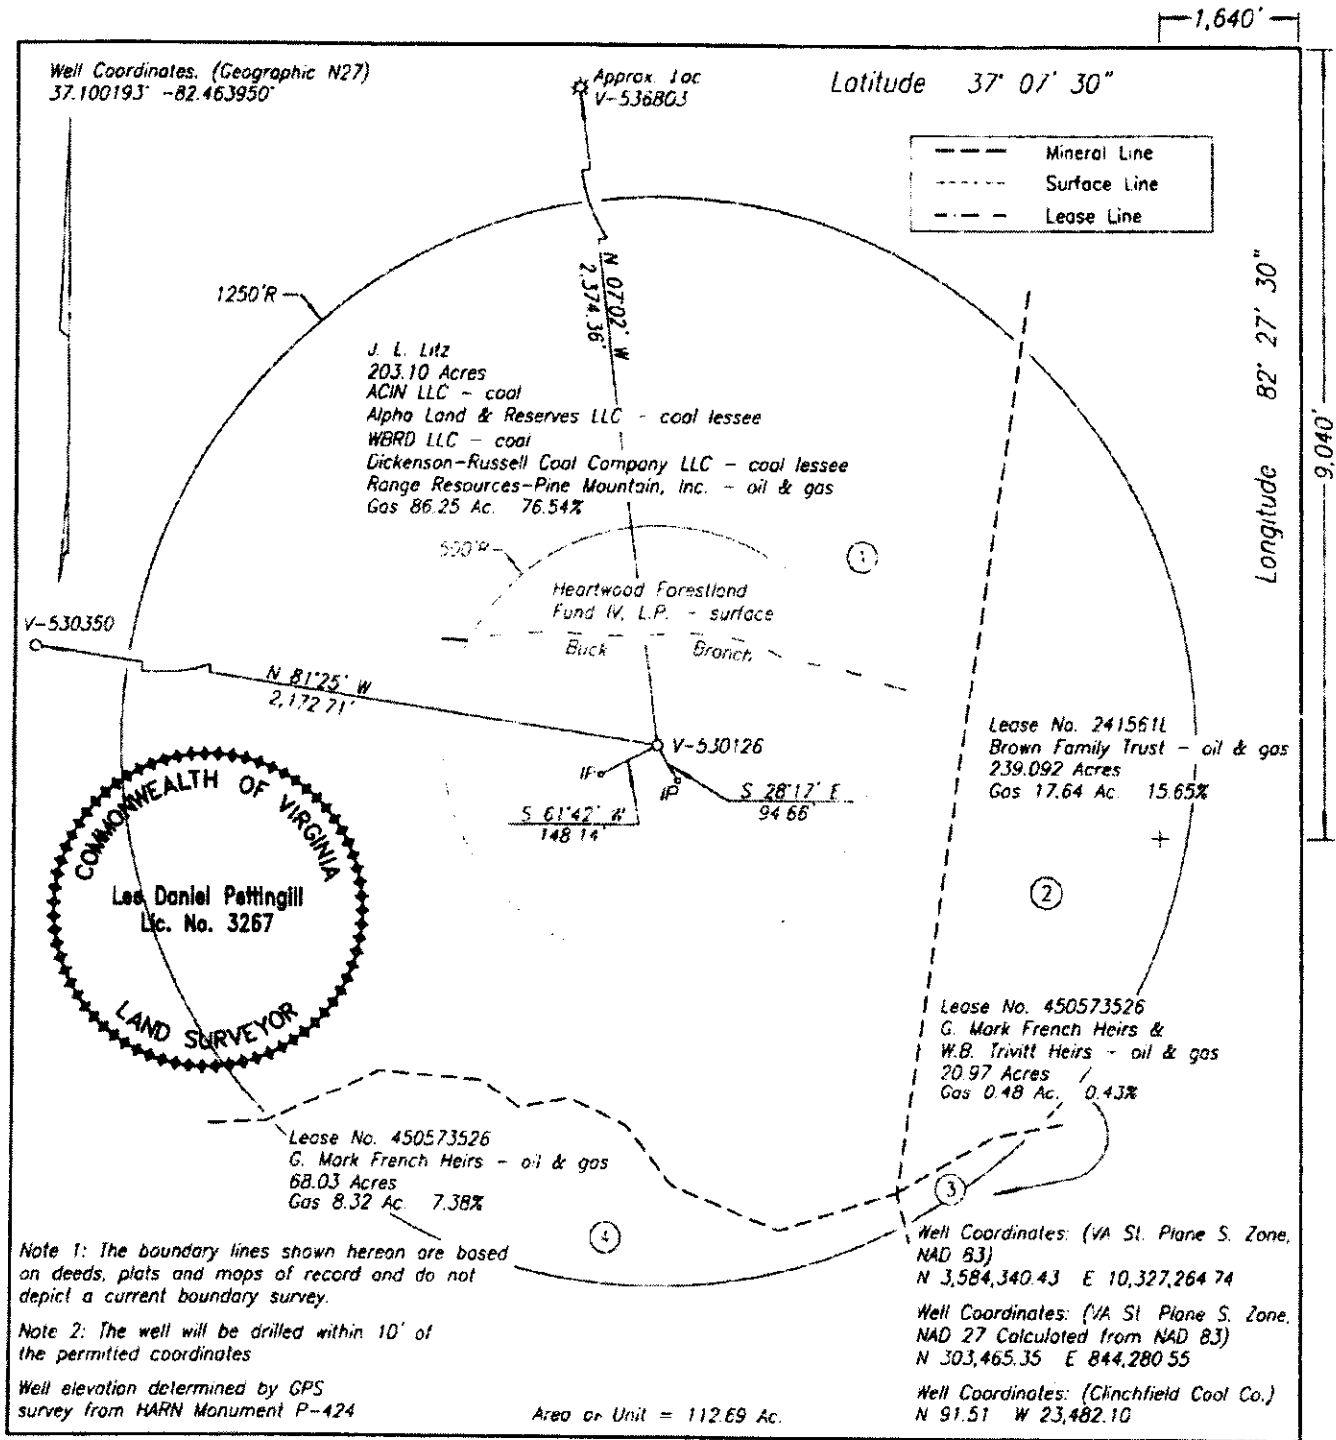 1,640'
Well Coordinates. (Geographic N27)
37.100193° -82.463950°
Approx. Loc
V-536803
Latitude 37° 07' 30"
Mineral Line
Surface Line
Lease Line
1250'R
N 07°02' W
2,374.36'
Longitude 82° 27' 30"
9,040'
J. L. Litz
203.10 Acres
ACIN LLC - coal
Alpha Land & Reserves LLC - coal lessee
WBRD LLC - coal
Dickenson-Russell Coal Company LLC - coal lessee
Range Resources-Pine Mountain, Inc. - oil & gas
Gas 86.25 Ac. 76.54%
1
Heartwood Forestland
Fund IV, L.P. - surface
Buck Branch
V-530350
N 81°25' W
2,172.71'
V-530126
IP
S 28°17' E
94.66'
S 61°42' W
148.14'
Lease No. 241561L
Brown Family Trust - oil & gas
239.092 Acres
Gas 17.64 Ac. 15.65%
2
COMMONWEALTH OF VIRGINIA
Les Daniel Pettingill
Lic. No. 3267
LAND SURVEYOR
Lease No. 450573526
G. Mark French Heirs &
W.B. Trivitt Heirs - oil & gas
20.97 Acres
Gas 0.48 Ac. 0.43%
Lease No. 450573526
G. Mark French Heirs - oil & gas
68.03 Acres
Gas 8.32 Ac. 7.38%
3
4
Note 1: The boundary lines shown hereon are based
on deeds, plats and maps of record and do not
depict a current boundary survey.
Note 2: The well will be drilled within 10' of
the permitted coordinates
Well elevation determined by GPS
survey from HARN Monument P-424
Area of Unit = 112.69 Ac.
Well Coordinates: (VA St. Plane S. Zone,
NAD 83)
N 3,584,340.43 E 10,327,264.74
Well Coordinates: (VA St Plane S. Zone,
NAD 27 Calculated from NAD 83)
N 303,465.35 E 844,280.55
Well Coordinates: (Clinchfield Coal Co.)
N 91.51 W 23,482.10